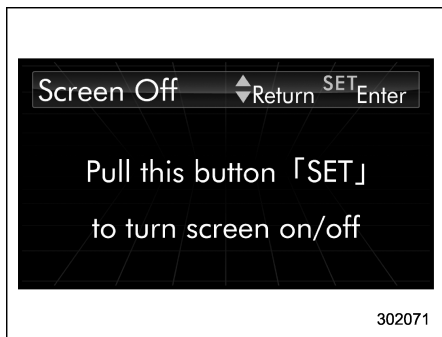 Screen Off ▲▼Return SET Enter
Pull this button「SET」
to turn screen on/off
302071